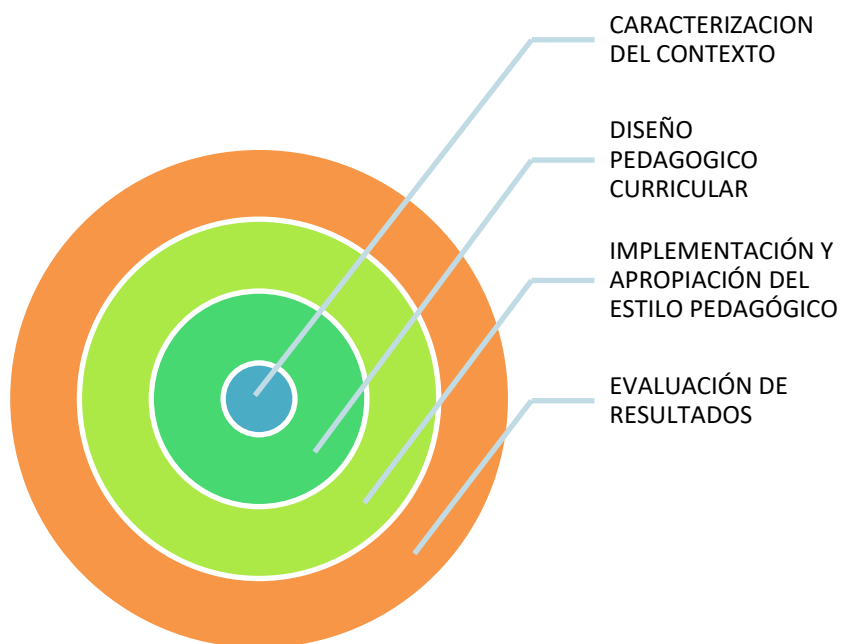 CARACTERIZACION
DEL CONTEXTO
DISEÑO
PEDAGOGICO
CURRICULAR
IMPLEMENTACIÓN Y
APROPIACIÓN DEL
ESTILO PEDAGÓGICO
EVALUACIÓN DE
RESULTADOS